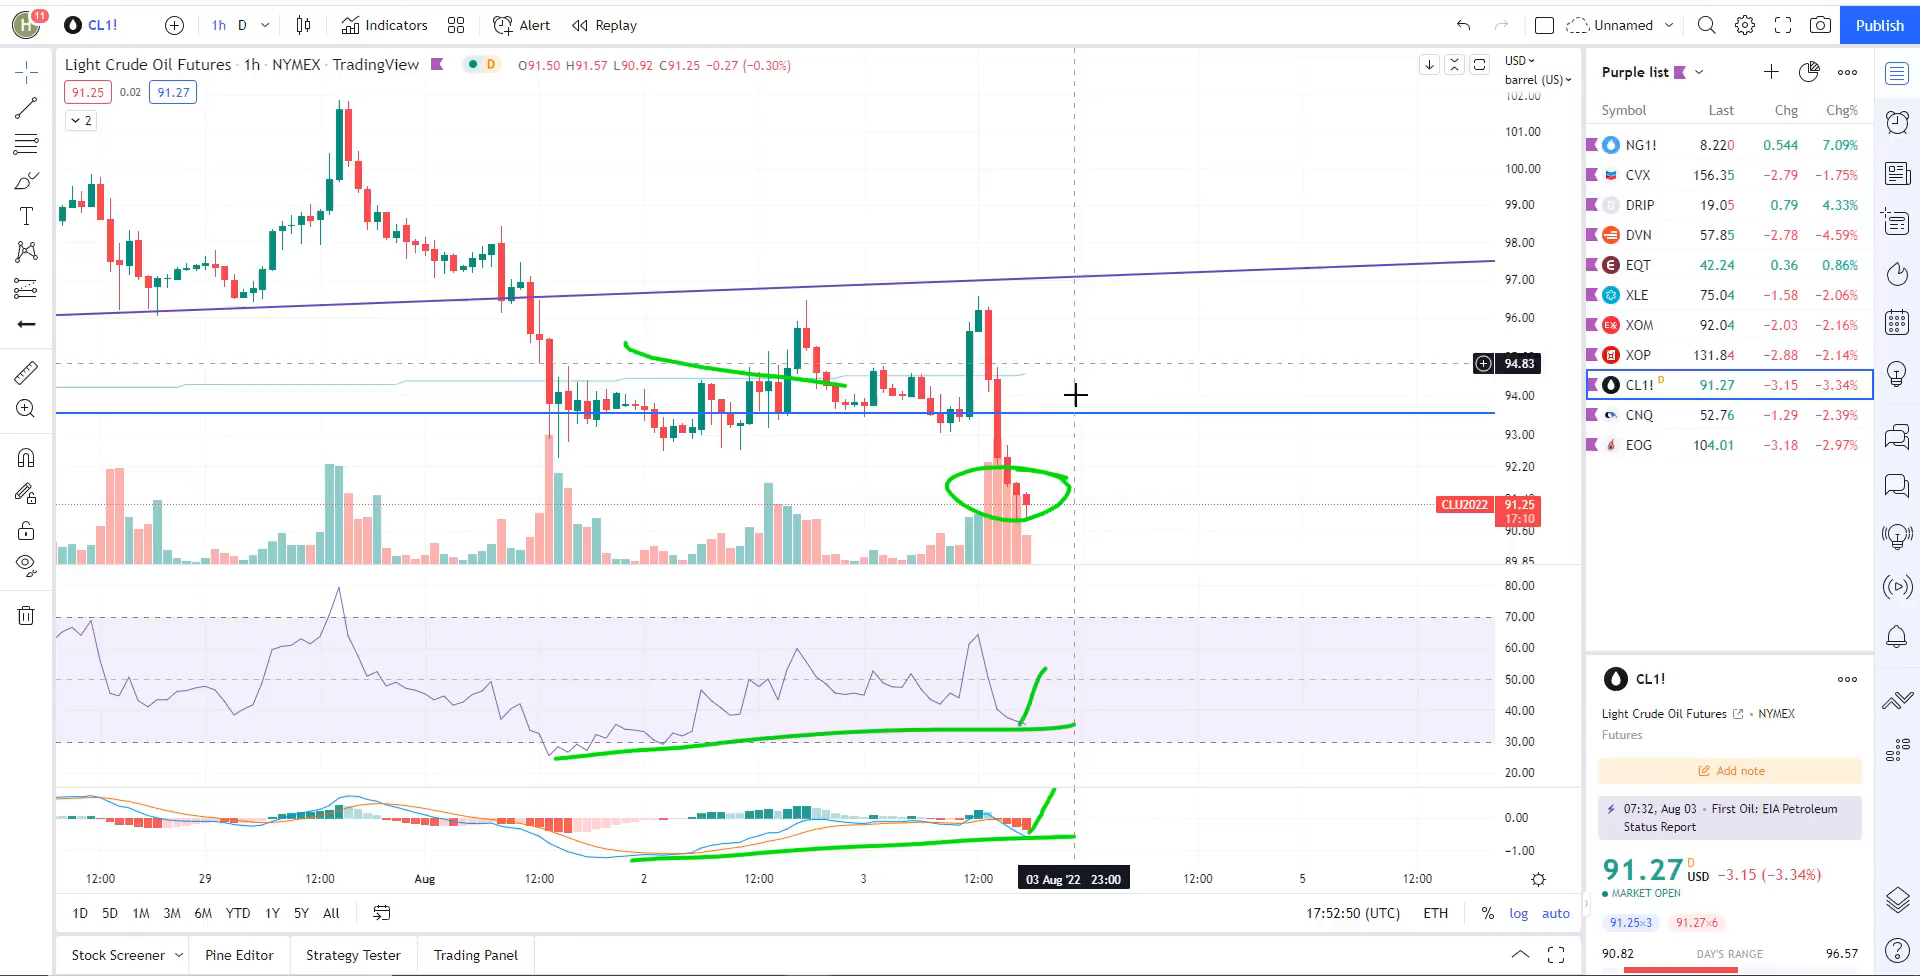 H 11 CL1! 1h D Indicators Alert Replay Unnamed Publish
Light Crude Oil Futures · 1h · NYMEX · TradingView D O91.50 H91.57 L90.92 C91.25 −0.27 (−0.30%)
91.25 0.02 91.27
2
USD
barrel (US)
102.00
101.00
100.00
99.00
98.00
97.00
96.00
94.83
94.00
93.00
92.20
CLU2022 91.25
17:10
90.60
89.85
80.00
70.00
60.00
50.00
40.00
30.00
20.00
0.00
−1.00
12:00 29 12:00 Aug 12:00 2 12:00 3 12:00 03 Aug '22 23:00 12:00 5 12:00
1D 5D 1M 3M 6M YTD 1Y 5Y All 17:52:50 (UTC) ETH % log auto
Stock Screener Pine Editor Strategy Tester Trading Panel
Purple list
Symbol Last Chg Chg%
NG1! 8.220 0.544 7.09%
CVX 156.35 −2.79 −1.75%
D DRIP 19.05 0.79 4.33%
DVN 57.85 −2.78 −4.59%
E EQT 42.24 0.36 0.86%
XLE 75.04 −1.58 −2.06%
XOM 92.04 −2.03 −2.16%
XOP 131.84 −2.88 −2.14%
CL1! D 91.27 −3.15 −3.34%
CNQ 52.76 −1.29 −2.39%
EOG 104.01 −3.18 −2.97%
CL1!
Light Crude Oil Futures · NYMEX
Futures
Add note
07:32, Aug 03 · First Oil: EIA Petroleum
Status Report
91.27 D USD −3.15 (−3.34%)
MARKET OPEN
91.25×3 91.27×6
90.82 DAY'S RANGE 96.57